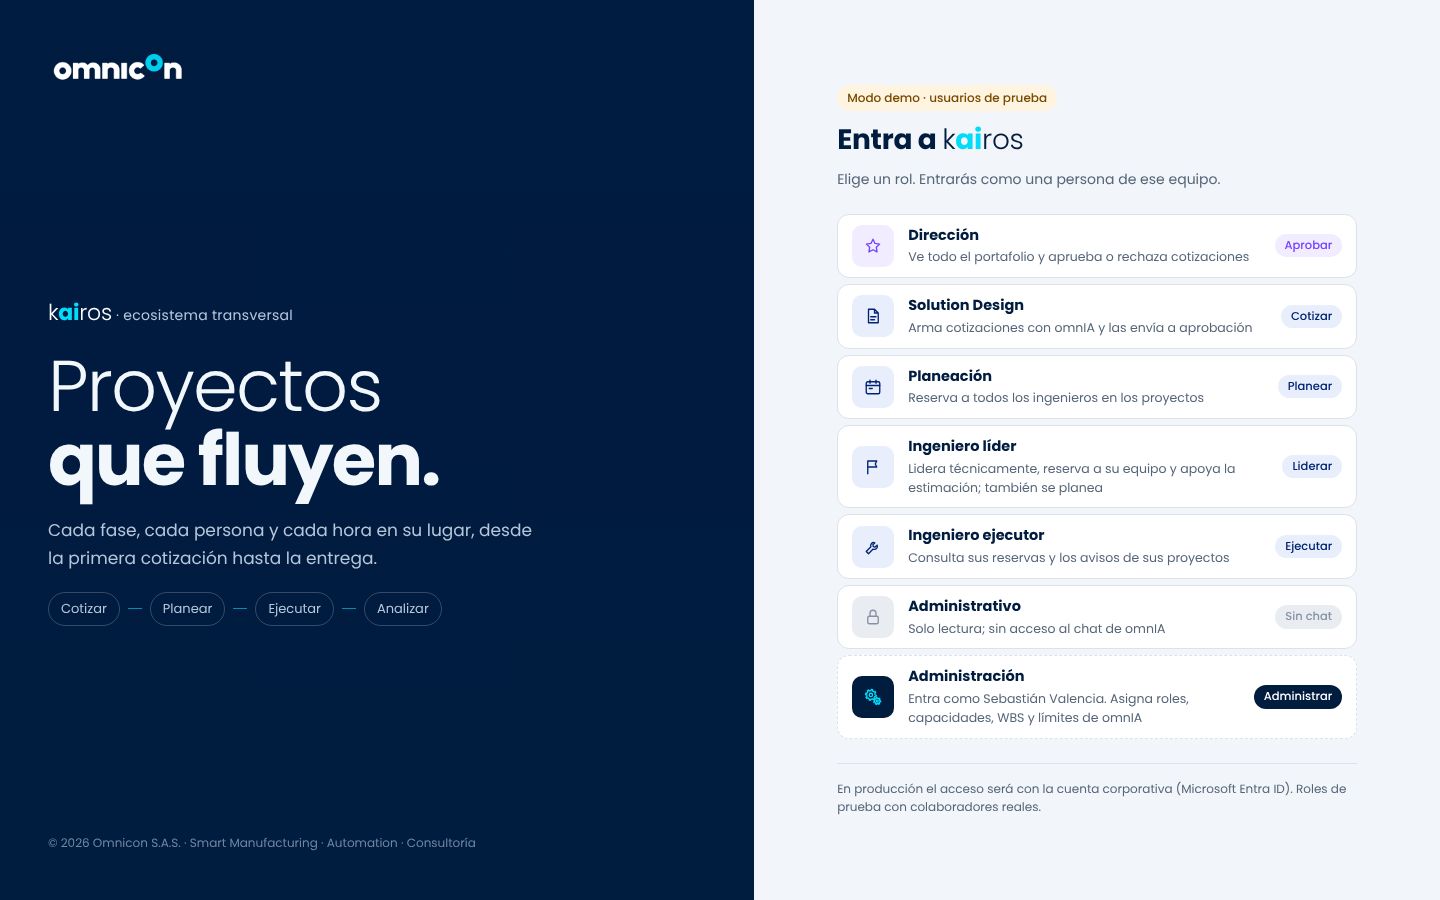 omnicon
kairos · ecosistema transversal
Proyectos
que fluyen.
Cada fase, cada persona y cada hora en su lugar, desde
la primera cotización hasta la entrega.
Cotizar — Planear — Ejecutar — Analizar
© 2026 Omnicon S.A.S. · Smart Manufacturing · Automation · Consultoría
Modo demo · usuarios de prueba
Entra a kairos
Elige un rol. Entrarás como una persona de ese equipo.
Dirección
Ve todo el portafolio y aprueba o rechaza cotizaciones
Aprobar
Solution Design
Arma cotizaciones con omnIA y las envía a aprobación
Cotizar
Planeación
Reserva a todos los ingenieros en los proyectos
Planear
Ingeniero líder
Lidera técnicamente, reserva a su equipo y apoya la
estimación; también se planea
Liderar
Ingeniero ejecutor
Consulta sus reservas y los avisos de sus proyectos
Ejecutar
Administrativo
Solo lectura; sin acceso al chat de omnIA
Sin chat
Administración
Entra como Sebastián Valencia. Asigna roles,
capacidades, WBS y límites de omnIA
Administrar
En producción el acceso será con la cuenta corporativa (Microsoft Entra ID). Roles de
prueba con colaboradores reales.